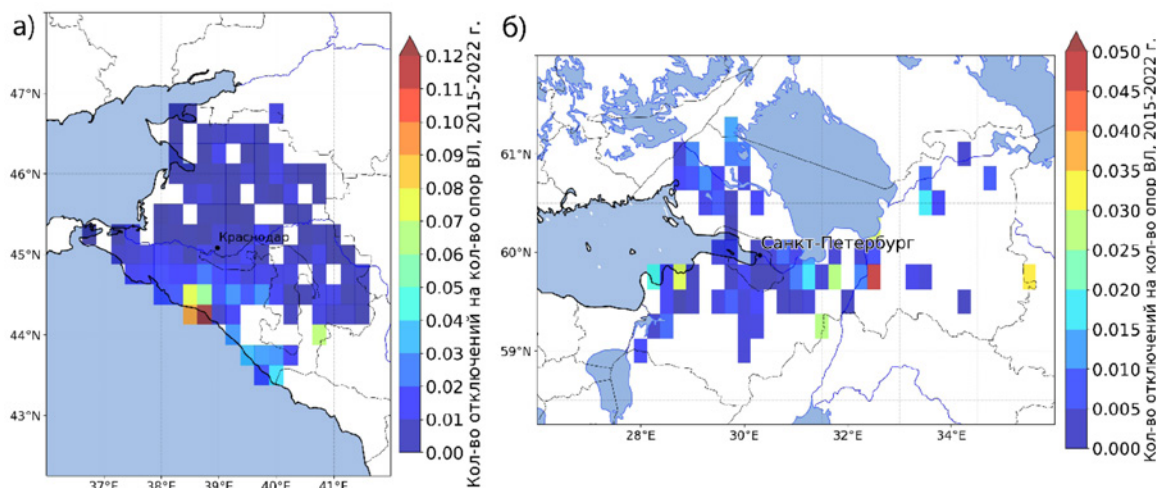 а)
47°N
46°N
45°N
44°N
43°N
37°E 38°E 39°E 40°E 41°E
Краснодар
0.12
0.11
0.10
0.09
0.08
0.07
0.06
0.05
0.04
0.03
0.02
0.01
0.00
Кол-во отключений на кол-во опор ВЛ, 2015-2022 г.
б)
61°N
60°N
59°N
28°E 30°E 32°E 34°E
Санкт-Петербург
0.050
0.045
0.040
0.035
0.030
0.025
0.020
0.015
0.010
0.005
0.000
Кол-во отключений на кол-во опор ВЛ, 2015-2022 г.